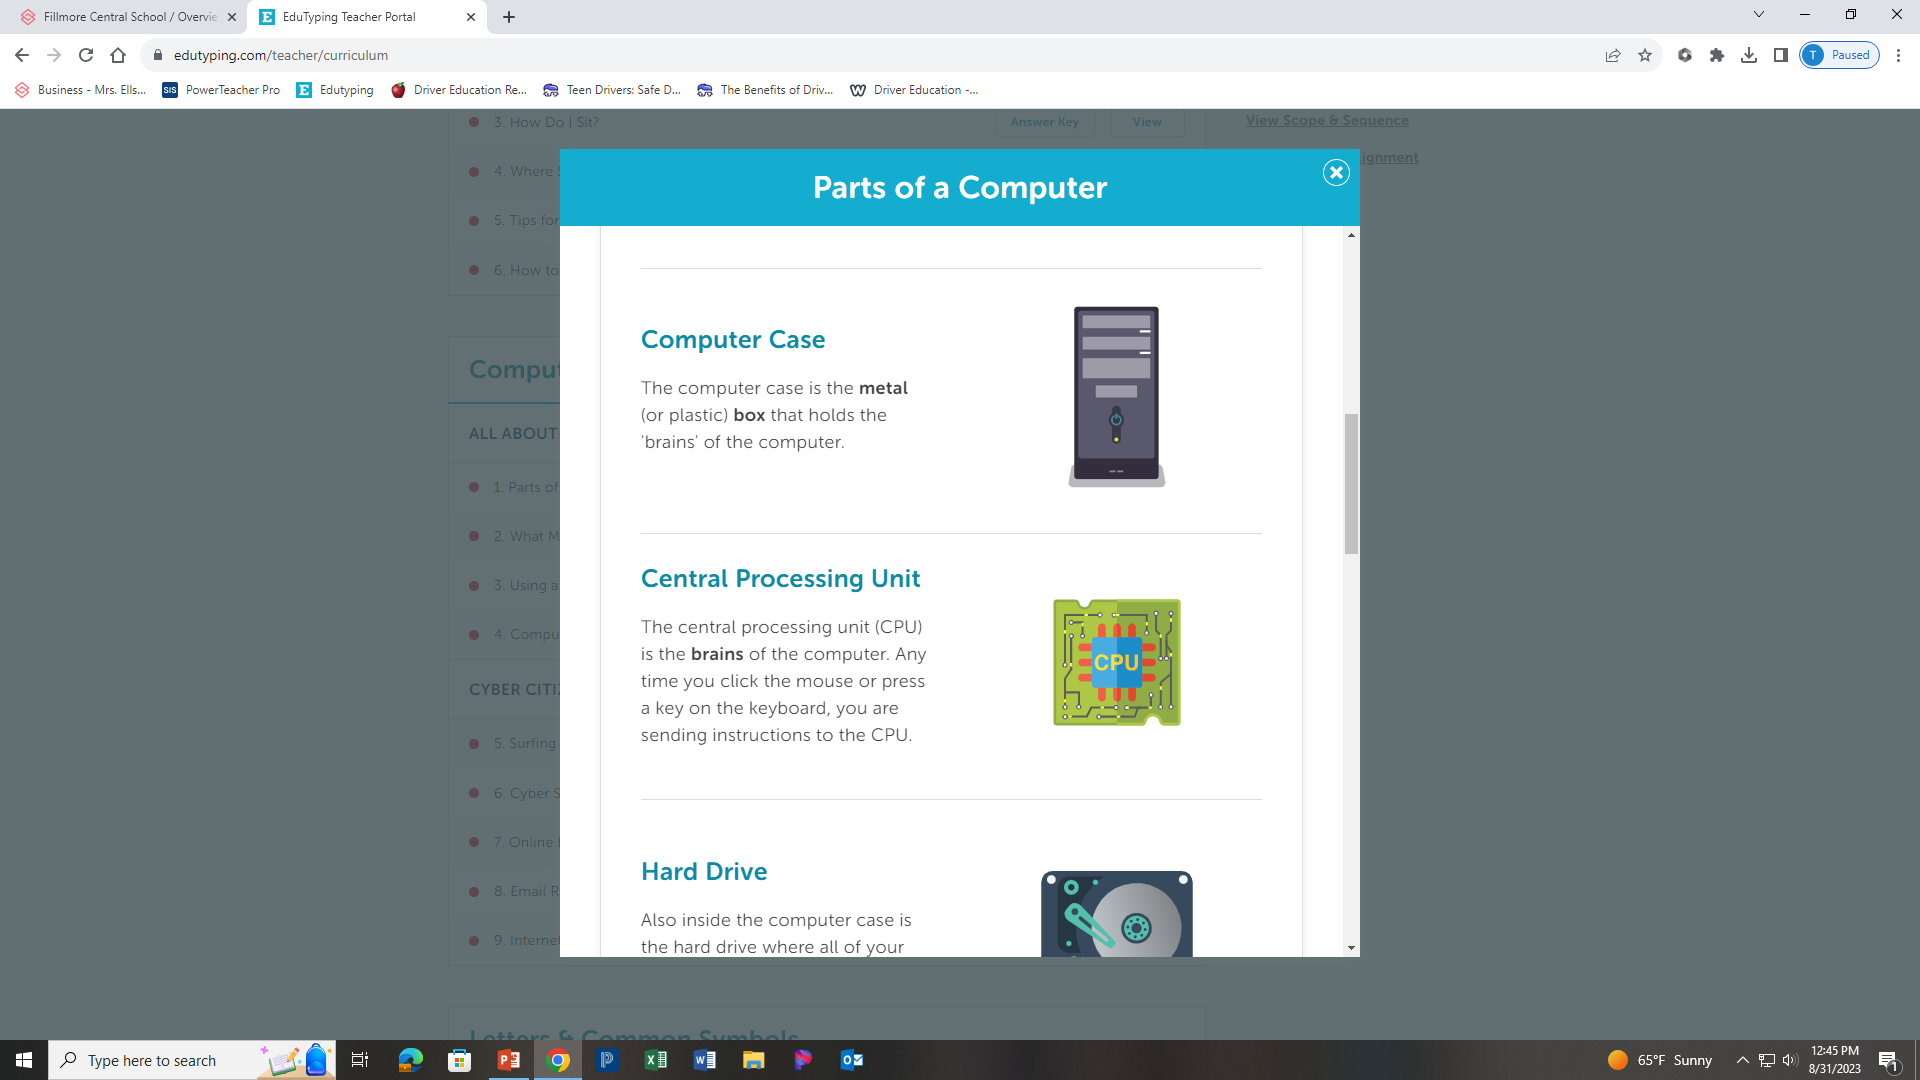 Fillmore Central School / Overvie
EduTyping Teacher Portal
edutyping.com/teacher/curriculum
T Paused
Business - Mrs. Ells...
SIS PowerTeacher Pro
E Edutyping
Driver Education Re...
Teen Drivers: Safe D...
The Benefits of Driv...
W Driver Education -...
3. How Do I Sit?
Answer Key
View
View Scope & Sequence
4. Where
ignment
5. Tips for
6. How to
Comput
ALL ABOUT
1. Parts of
2. What M
3. Using a
4. Compu
CYBER CITI
5. Surfing
6. Cyber S
7. Online
8. Email R
9. Interne
Letters & Common Symbols
Parts of a Computer
Computer Case
The computer case is the metal
(or plastic) box that holds the
'brains' of the computer.
Central Processing Unit
The central processing unit (CPU)
is the brains of the computer. Any
time you click the mouse or press
a key on the keyboard, you are
sending instructions to the CPU.
CPU
Hard Drive
Also inside the computer case is
the hard drive where all of your
Type here to search
65°F Sunny
12:45 PM
8/31/2023
1